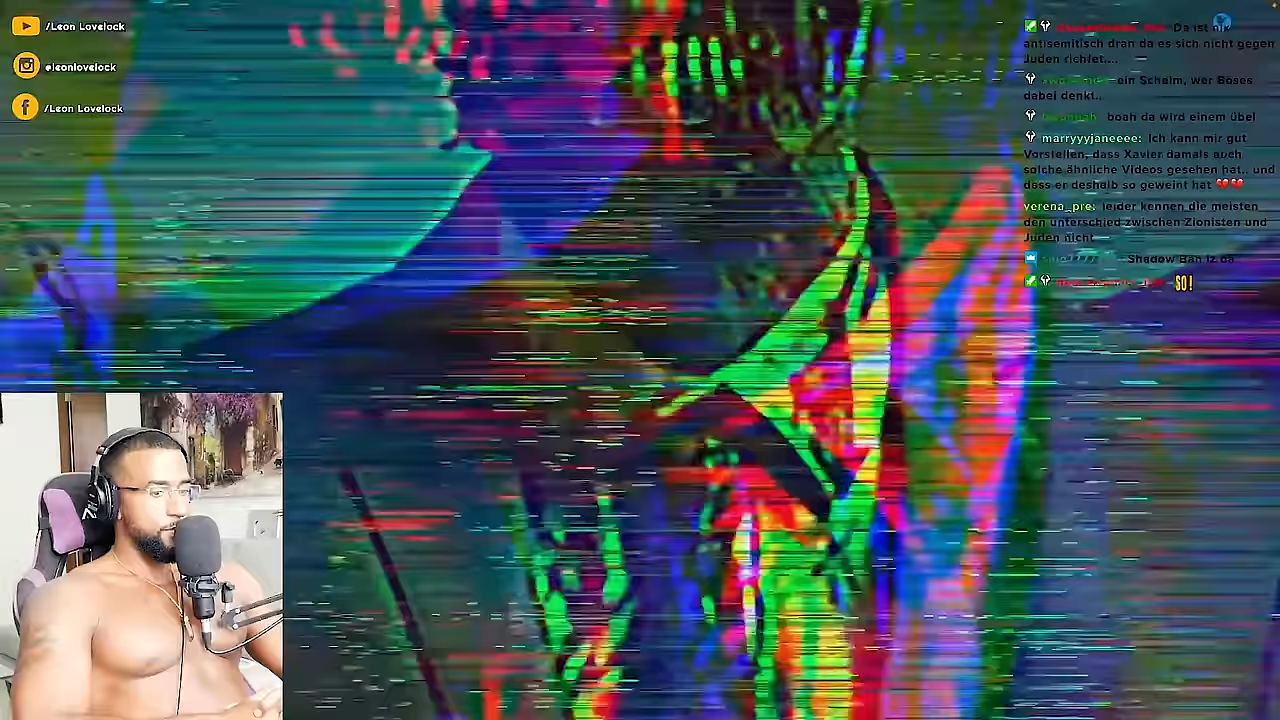 /Leon Lovelock
@leonlovelock
/Leon Lovelock
Da ist nix
antisemitisch dran da es sich nicht gegen
Juden richtet....
ein Schelm, wer Böses
dabei denkt..
boah da wird einem übel
marryyyjaneeee: Ich kann mir gut
Vorstellen, dass Xavier damals auch
solche ähnliche Videos gesehen hat.. und
dass er deshalb so geweint hat
verena_pre: leider kennen die meisten
den unterschied zwischen Zionisten und
Juden nicht
Shadow Ban iz da
SO!